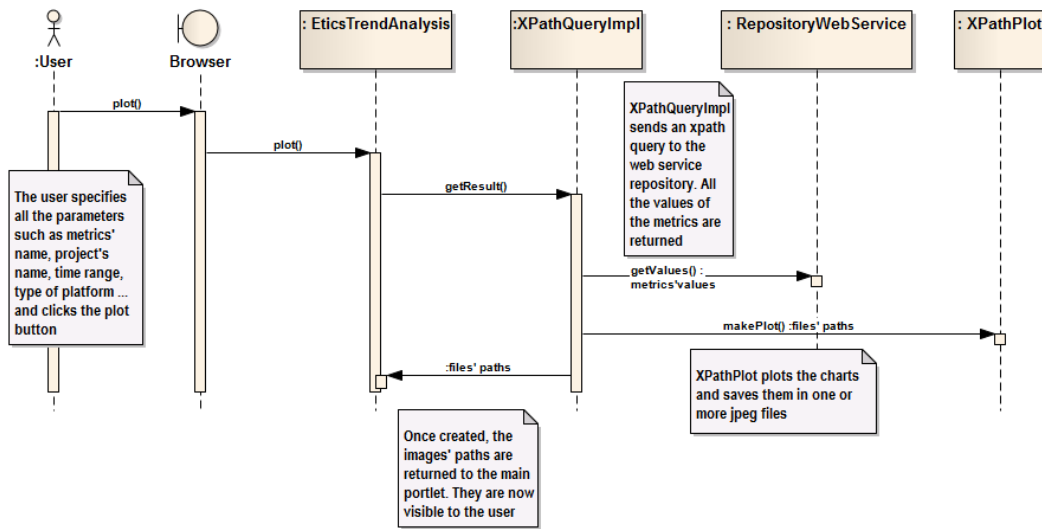 : EticsTrendAnalysis
:XPathQueryImpl
: RepositoryWebService
: XPathPlot
:User
Browser
plot()
XPathQueryImpl
sends an xpath
query to the
web service
repository. All
the values of
the metrics are
returned
plot()
The user specifies
all the parameters
such as metrics'
name, project's
name, time range,
type of platform ...
and clicks the plot
button
getResult()
getValues() :
metrics'values
makePlot() :files' paths
:files' paths
XPathPlot plots the charts
and saves them in one or
more jpeg files
Once created, the
images' paths are
returned to the main
portlet. They are now
visible to the user